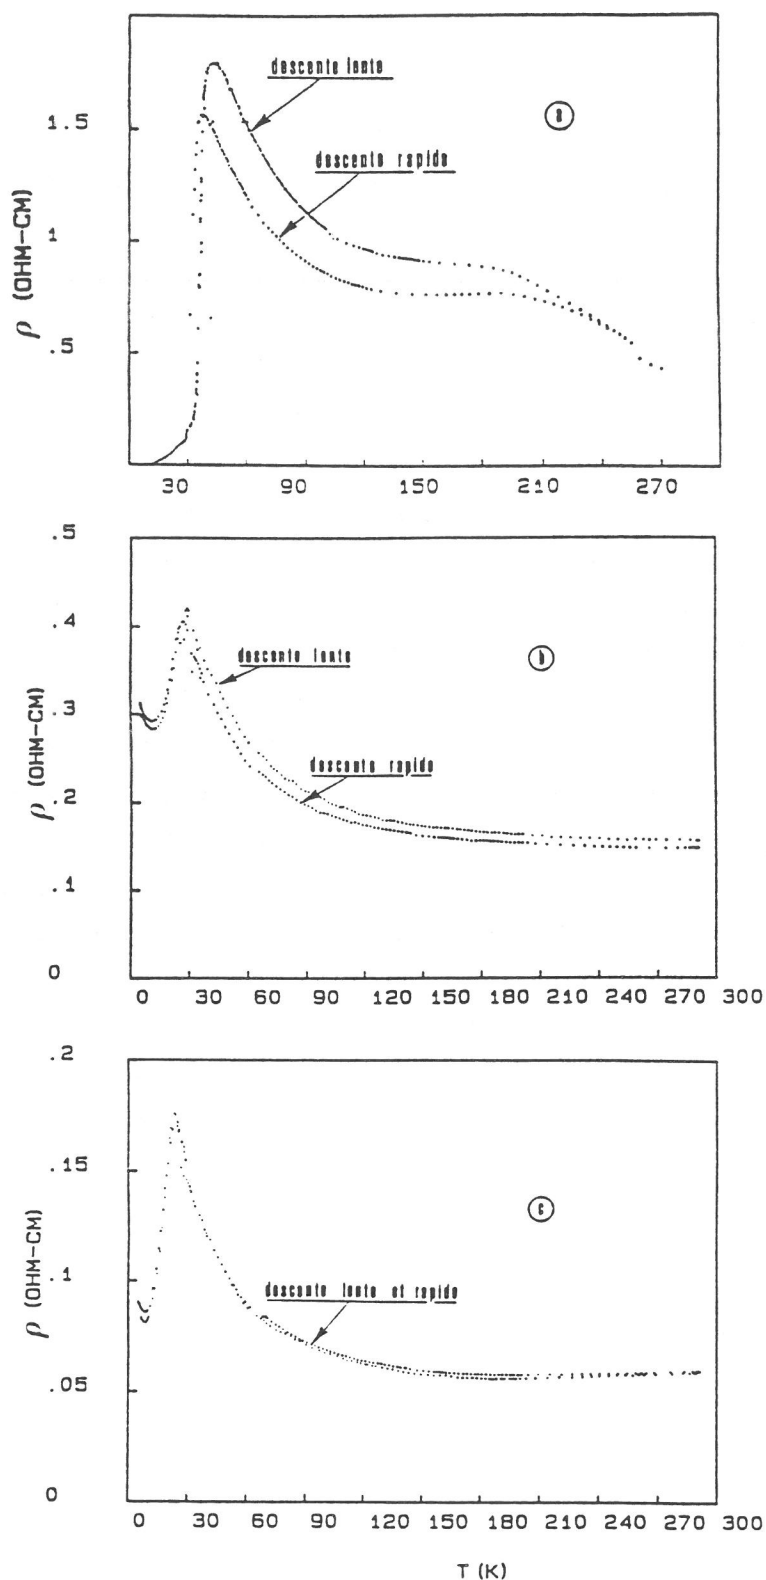 descente lente
1.5
a
descente rapide
ρ (OHM-CM)
1
.5
30 90 150 210 270
.5
.4
descente lente
b
ρ (OHM-CM)
.3
descente rapide
.2
.1
0
0 30 60 90 120 150 180 210 240 270 300
.2
.15
c
ρ (OHM-CM)
.1
descente lente et rapide
.05
0
0 30 60 90 120 150 180 210 240 270 300
T (K)